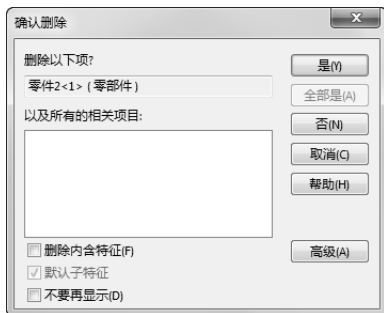 确认删除
删除以下项?
零件2<1> ( 零部件 )
以及所有的相关项目:
删除内含特征(F)
默认子特征
不要再显示(D)
是(Y)
全部是(A)
否(N)
取消(C)
帮助(H)
高级(A)